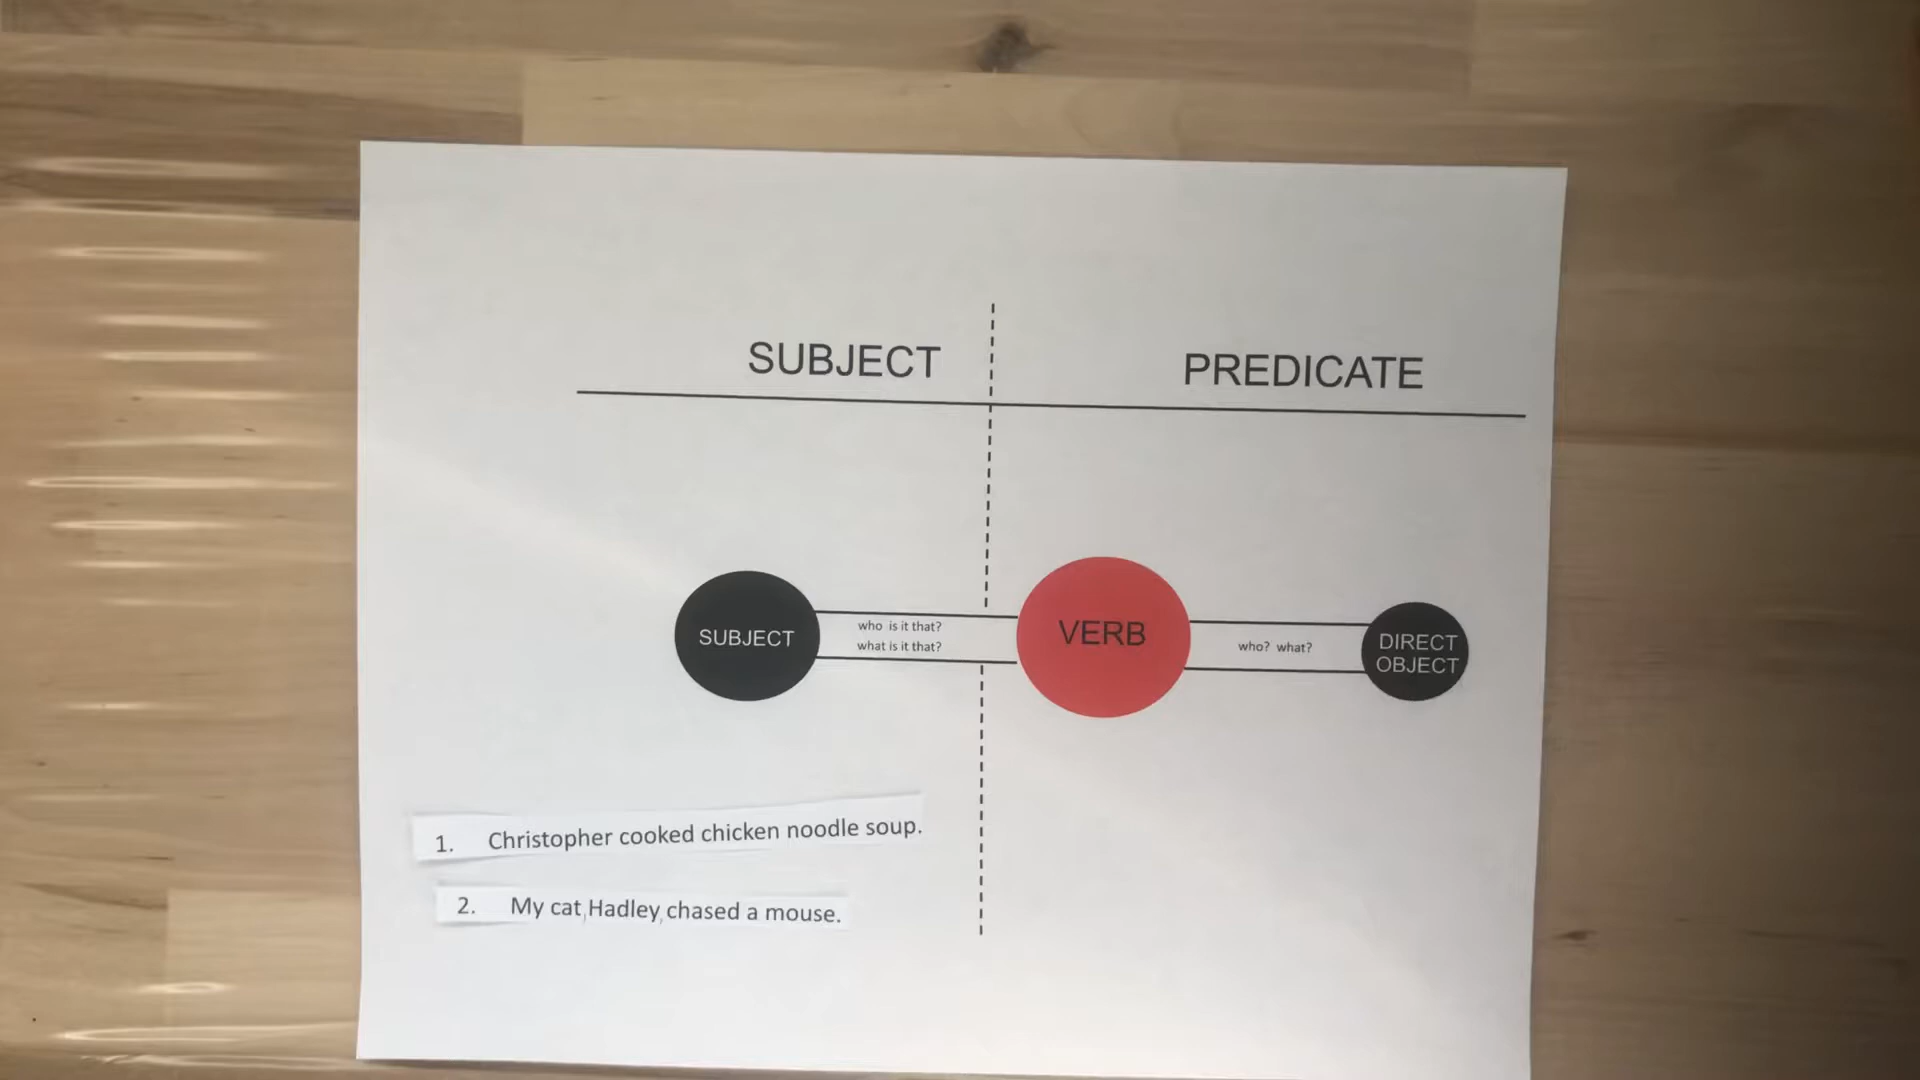 SUBJECT
PREDICATE
SUBJECT
who is it that?
what is it that?
VERB
who? what?
DIRECT
OBJECT
1. Christopher cooked chicken noodle soup.
2. My cat, Hadley, chased a mouse.